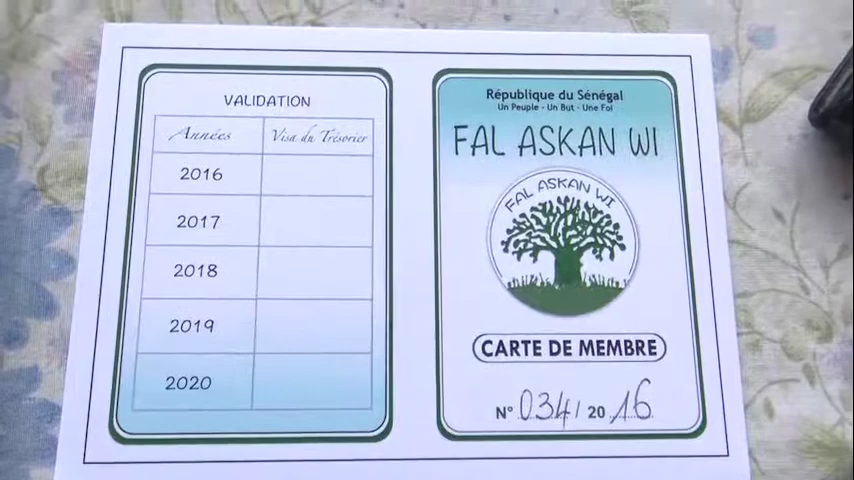 VALIDATION
Années Visa du Trésorier
2016
2017
2018
2019
2020
République du Sénégal
Un Peuple - Un But - Une Foi
FAL ASKAN WI
FAL ASKAN WI
CARTE DE MEMBRE
N° 034/ 2016